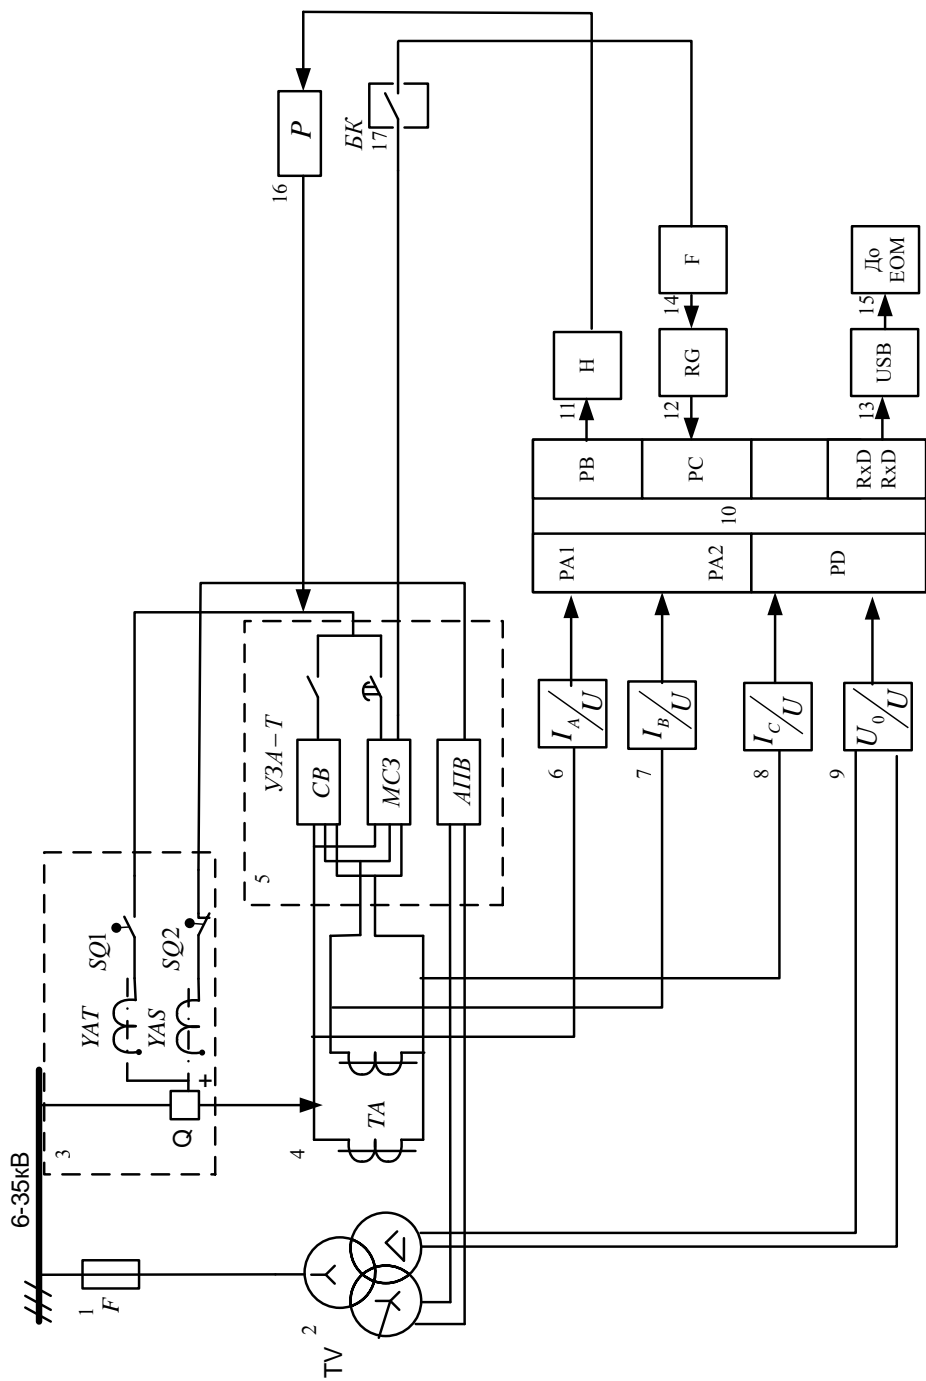 6-35кВ
1
F
2
TV
3
Q
+
YAT
SQ1
YAS
SQ2
4
TA
5
УЗА–Т
СВ
МСЗ
АПВ
16
P
БК
17
6
I_A/U
7
I_B/U
8
I_C/U
9
U_0/U
PA1
PA2
PD
10
PB
PC
RxD
RxD
11
H
12
RG
14
F
13
USB
15
До
ЕОМ